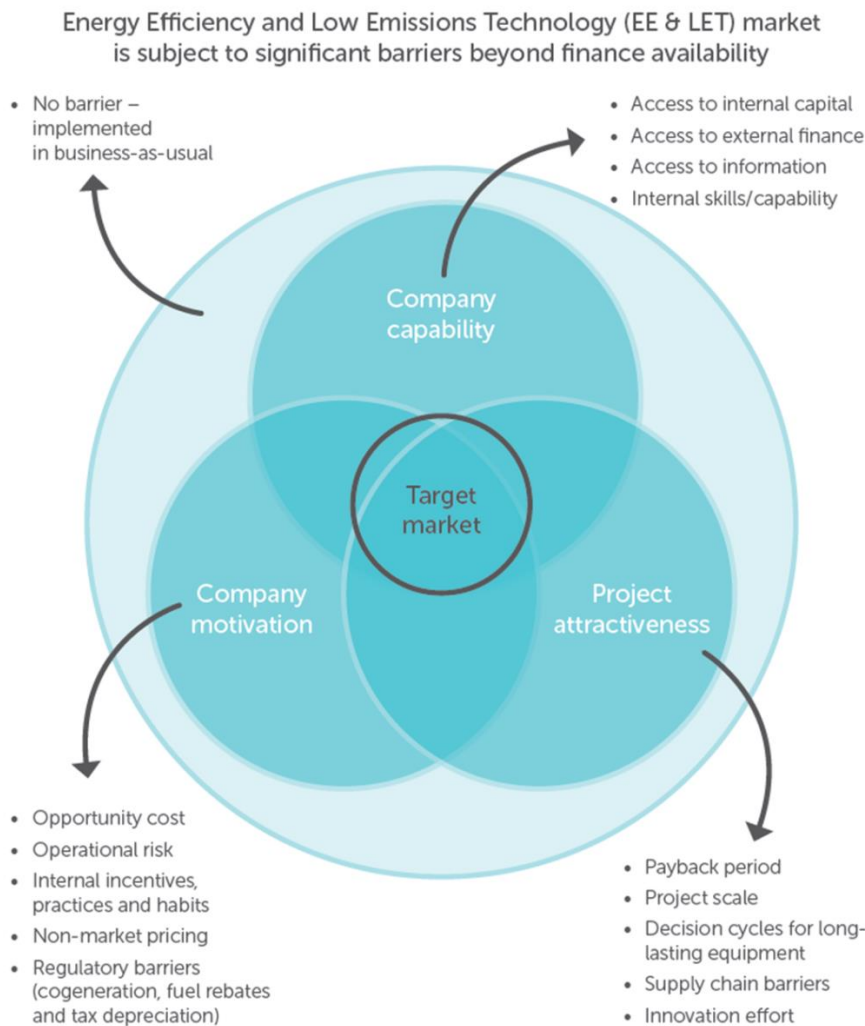 Energy Efficiency and Low Emissions Technology (EE & LET) market
is subject to significant barriers beyond finance availability
• No barrier –
implemented
in business-as-usual
• Access to internal capital
• Access to external finance
• Access to information
• Internal skills/capability
Company
capability
Target
market
Company
motivation
Project
attractiveness
• Opportunity cost
• Operational risk
• Internal incentives,
practices and habits
• Non-market pricing
• Regulatory barriers
(cogeneration, fuel rebates
and tax depreciation)
• Payback period
• Project scale
• Decision cycles for long-
lasting equipment
• Supply chain barriers
• Innovation effort